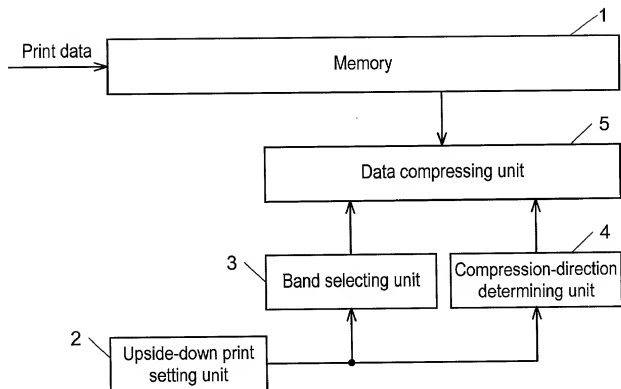 1
Print data
Memory
5
Data compressing unit
4
3
Band selecting unit
Compression-direction
determining unit
2
Upside-down print
setting unit